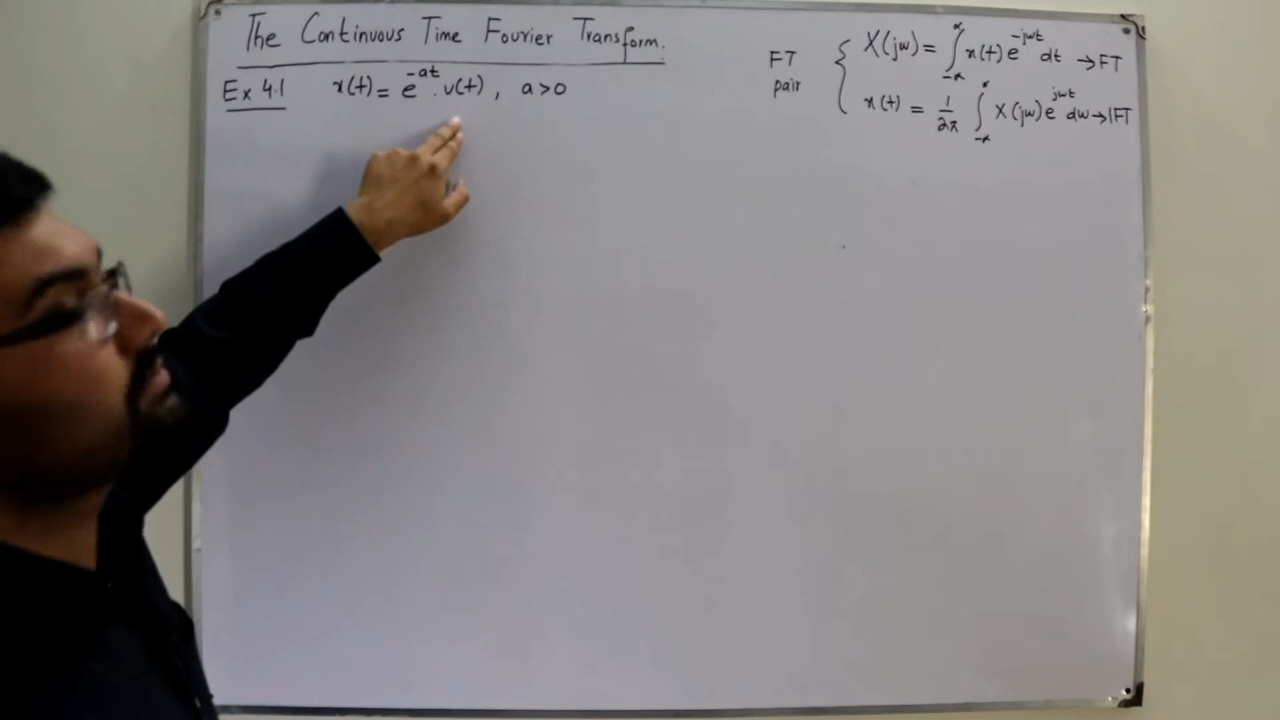 The Continuous Time Fourier Transform.
Ex 4.1 x(t) = e^{-at} . u(t) , a>0
FT pair
X(jω) = ∫_{-∞}^{∞} x(t) e^{-jωt} dt → FT
x(t) = 1/2π ∫_{-∞}^{∞} X(jω) e^{jωt} dω → IFT